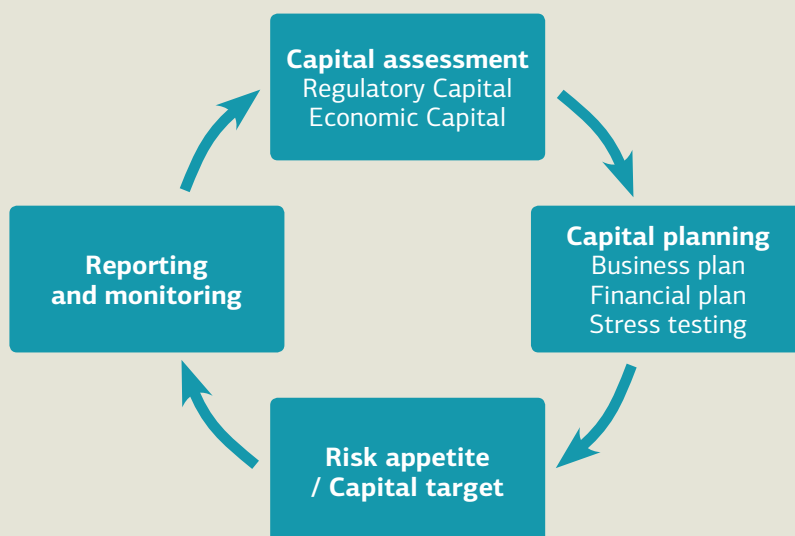 Capital assessment
Regulatory Capital
Economic Capital
Capital planning
Business plan
Financial plan
Stress testing
Risk appetite
/ Capital target
Reporting
and monitoring